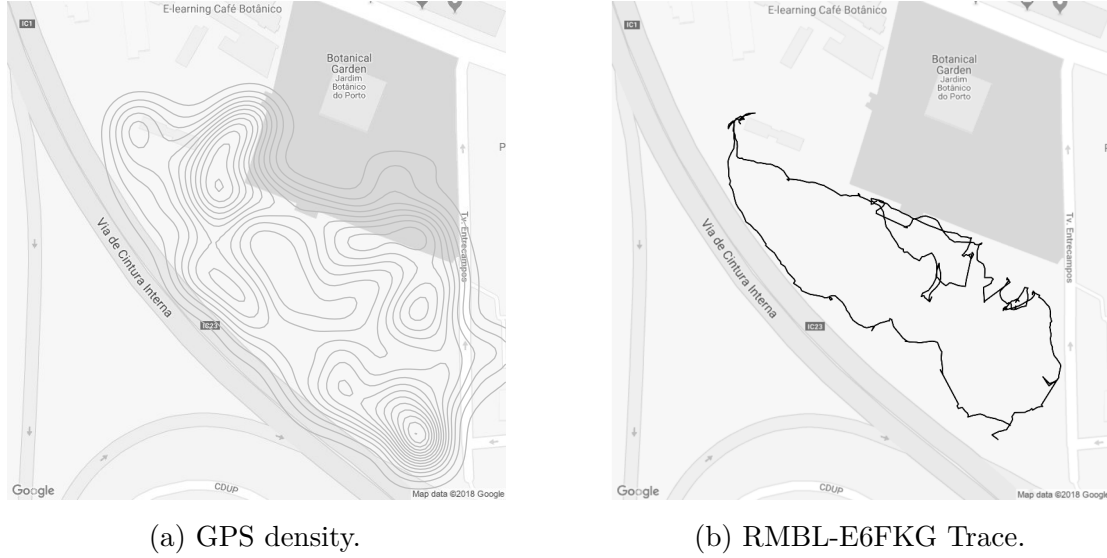 E-learning Café Botânico
IC1
Botanical
Garden
Jardim
Botânico
do Porto
P
Tv. Entrecampos
Via de Cintura Interna
IC23
CDUP
Google
Map data ©2018 Google
(a) GPS density.
E-learning Café Botânico
IC1
Botanical
Garden
Jardim
Botânico
do Porto
Tv. Entrecampos
Via de Cintura Interna
IC23
CDUP
Google
Map data ©2018 Google
(b) RMBL-E6FKG Trace.